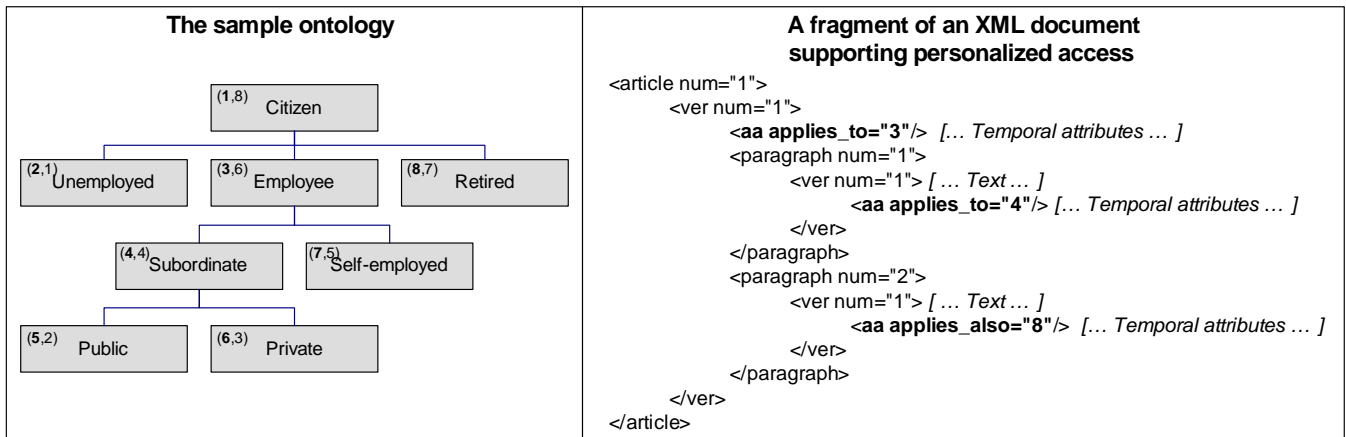 The sample ontology
(1,8) Citizen
(2,1) Unemployed
(3,6) Employee
(8,7) Retired
(4,4) Subordinate
(7,5) Self-employed
(5,2) Public
(6,3) Private
A fragment of an XML document
supporting personalized access
<article num="1">
<ver num="1">
<aa applies_to="3"/> [… Temporal attributes … ]
<paragraph num="1">
<ver num="1"> [ … Text … ]
<aa applies_to="4"/> [… Temporal attributes … ]
</ver>
</paragraph>
<paragraph num="2">
<ver num="1"> [ … Text … ]
<aa applies_also="8"/> [… Temporal attributes … ]
</ver>
</paragraph>
</ver>
</article>